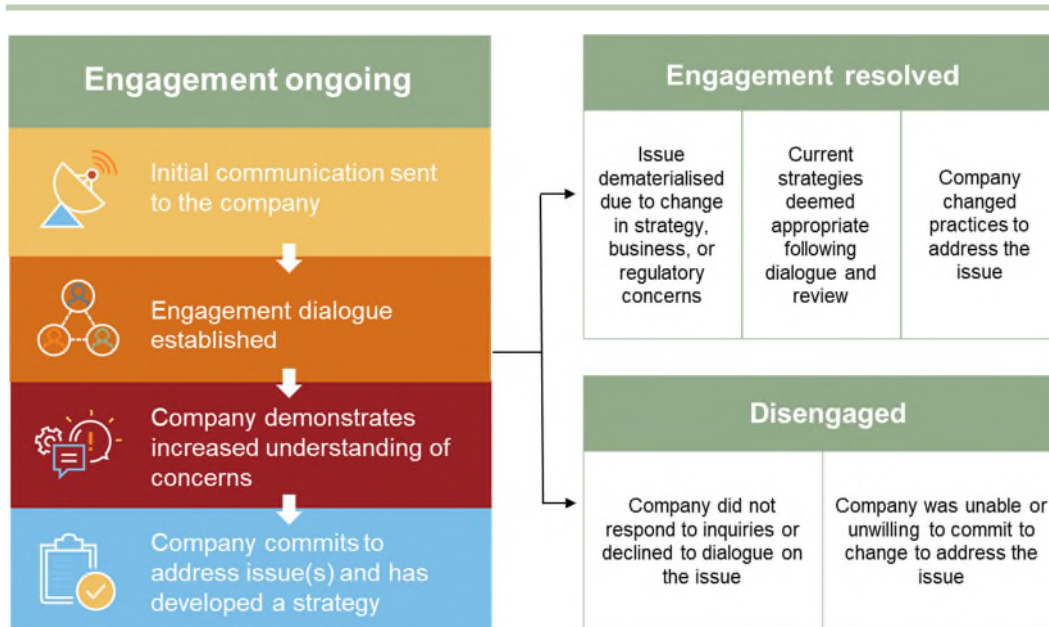 Engagement ongoing
Initial communication sent
to the company
Engagement dialogue
established
Company demonstrates
increased understanding of
concerns
Company commits to
address issue(s) and has
developed a strategy
Engagement resolved
Issue
dematerialised
due to change
in strategy,
business, or
regulatory
concerns
Current
strategies
deemed
appropriate
following
dialogue and
review
Company
changed
practices to
address the
issue
Disengaged
Company did not
respond to inquiries or
declined to dialogue on
the issue
Company was unable or
unwilling to commit to
change to address the
issue